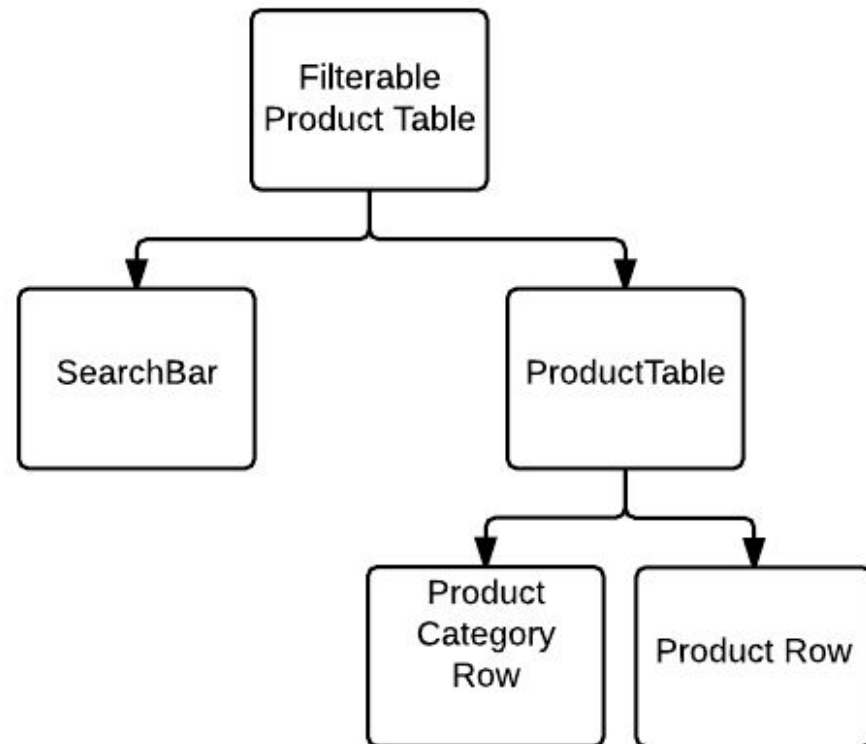 Filterable
Product Table
SearchBar
ProductTable
Product
Category
Row
Product Row